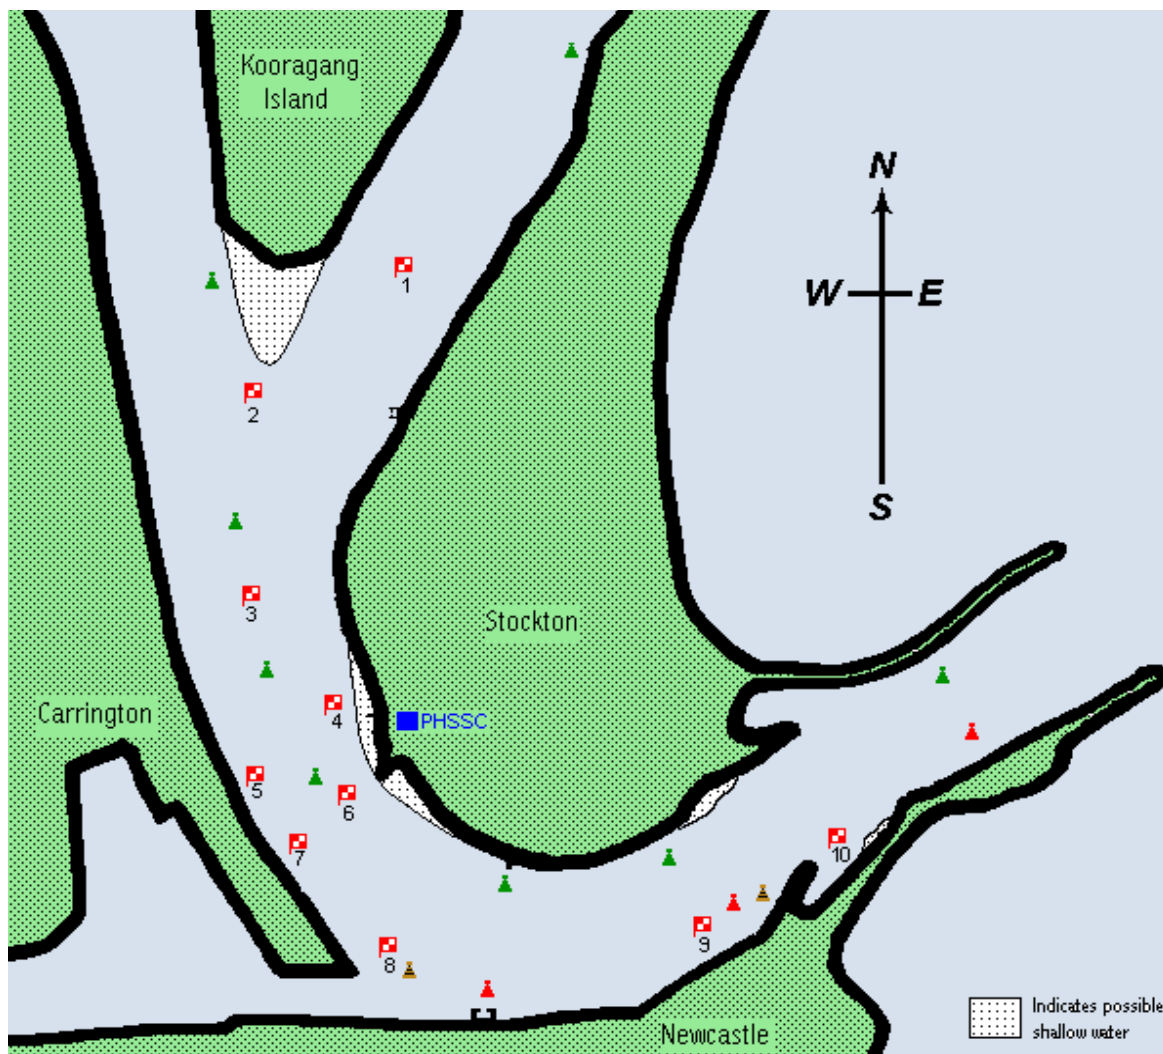 Kooragang
Island
N
W
E
S
1
2
3
Stockton
4
PHSSC
Carrington
5
6
7
10
9
8
Indicates possible
shallow water
Newcastle